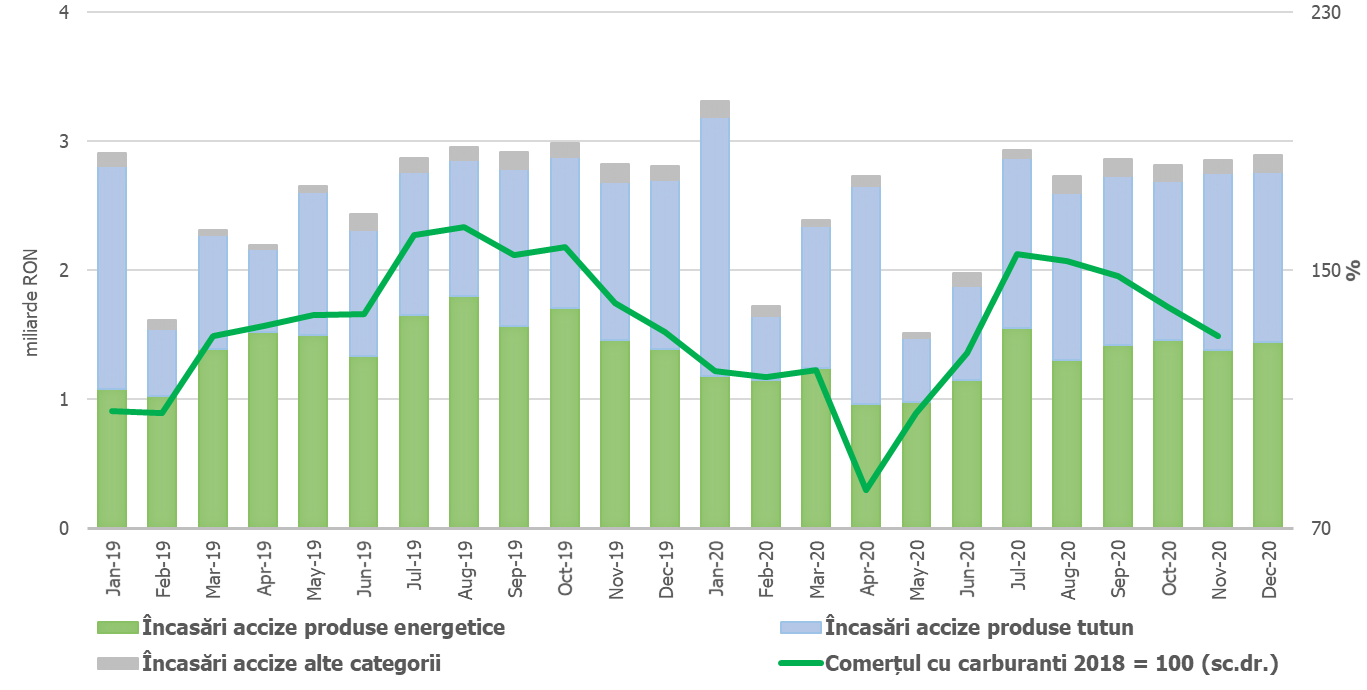 4
3
2
1
0
miliarde RON
230
150
70
%
Jan-19
Feb-19
Mar-19
Apr-19
May-19
Jun-19
Jul-19
Aug-19
Sep-19
Oct-19
Nov-19
Dec-19
Jan-20
Feb-20
Mar-20
Apr-20
May-20
Jun-20
Jul-20
Aug-20
Sep-20
Oct-20
Nov-20
Dec-20
Încasări accize produse energetice
Încasări accize produse tutun
Încasări accize alte categorii
Comerțul cu carburanti 2018 = 100 (sc.dr.)